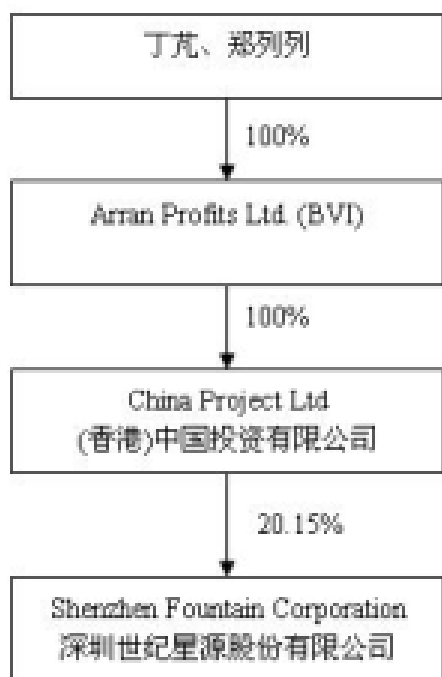 丁芃、郑列列
100%
Arran Profits Ltd. (BVI)
100%
China Project Ltd
(香港)中国投资有限公司
20.15%
Shenzhen Fountain Corporation
深圳世纪星源股份有限公司